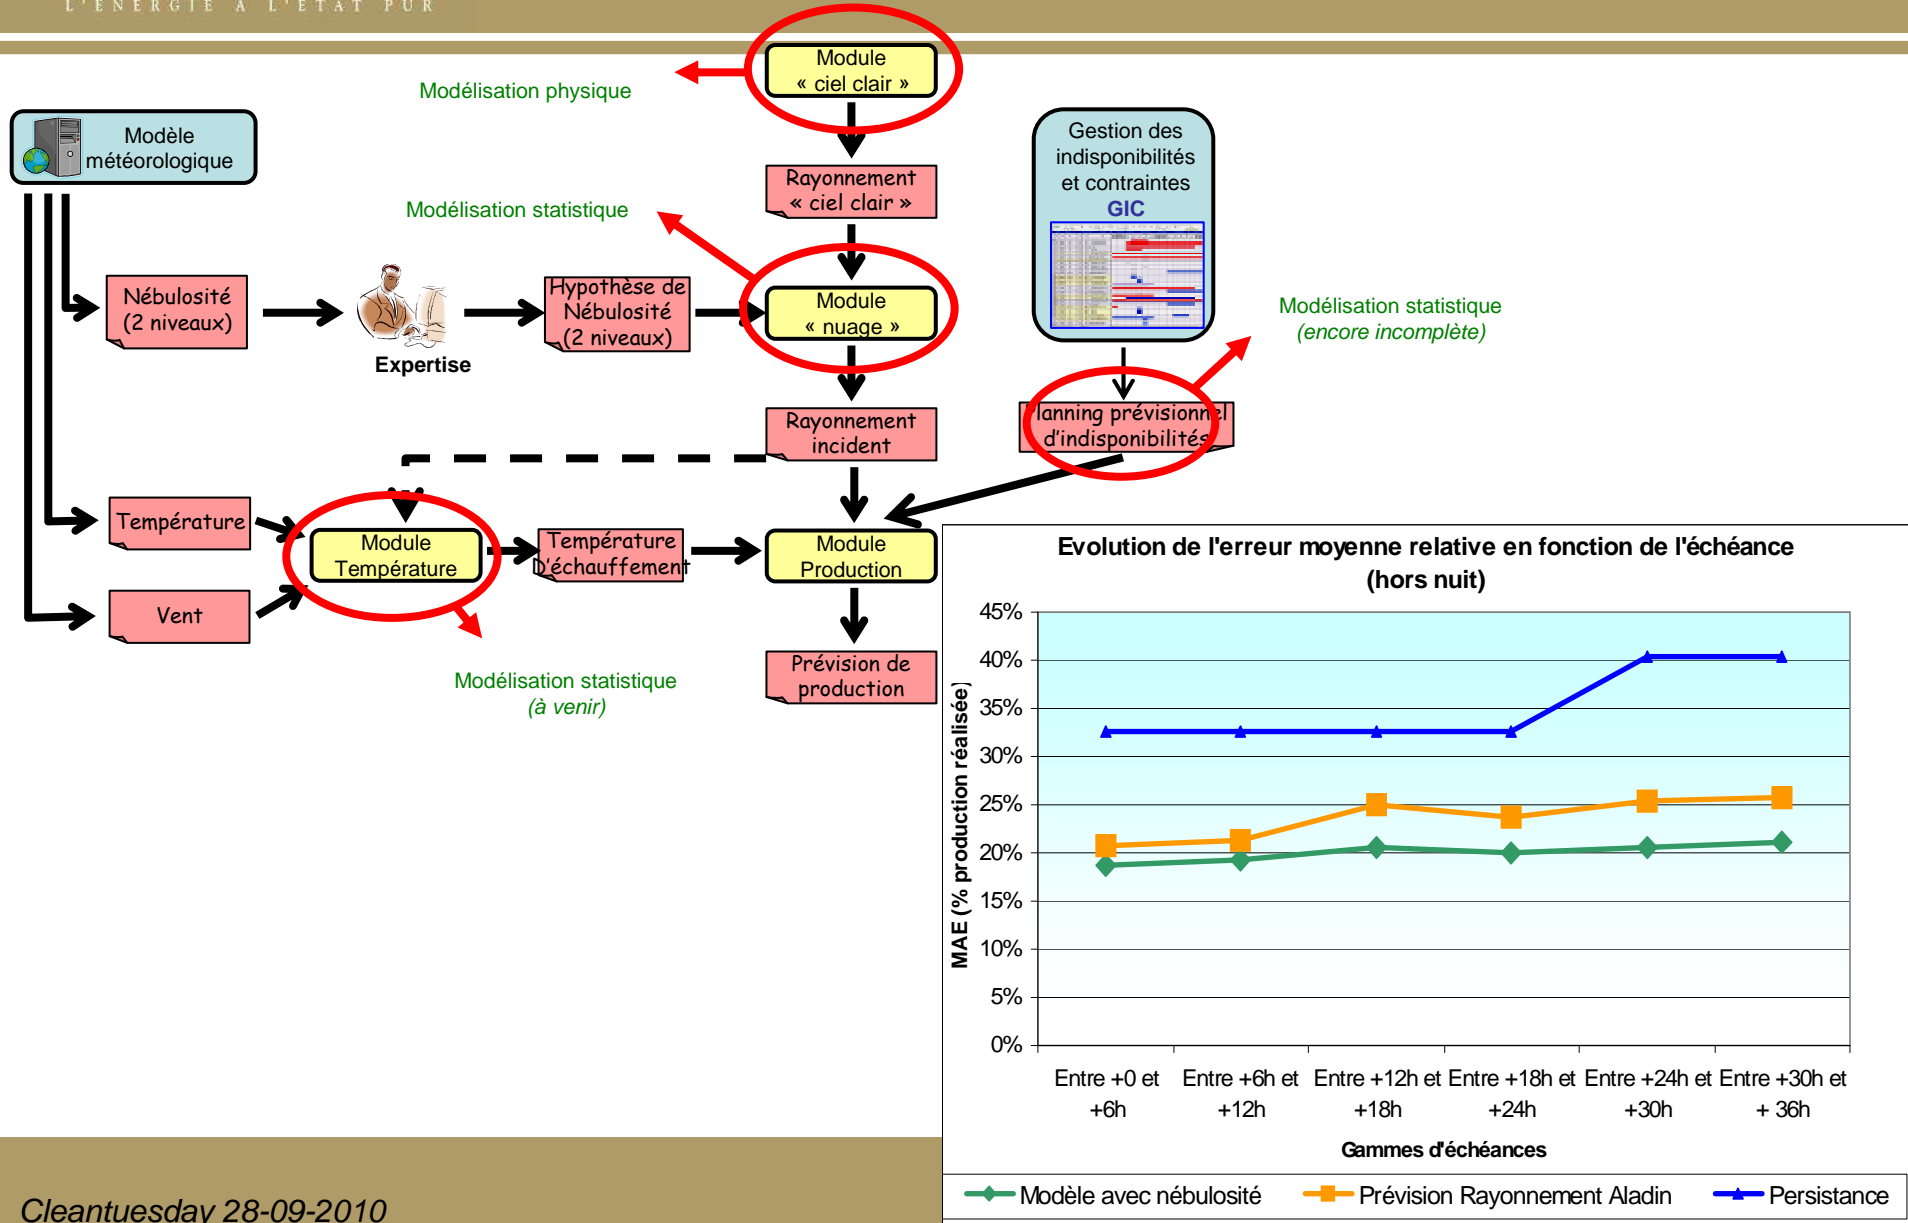 L'ENERGIE A L'ETAT PUR
Module
« ciel clair »
Modélisation physique
Modèle
météorologique
Gestion des
indisponibilités
et contraintes
GIC
Rayonnement
« ciel clair »
Modélisation statistique
Nébulosité
(2 niveaux)
Expertise
Hypothèse de
Nébulosité
(2 niveaux)
Module
« nuage »
Modélisation statistique
(encore incomplète)
Rayonnement
incident
Planning prévisionnel
d'indisponibilités
Température
Module
Température
Température
D'échauffement
Module
Production
Vent
Modélisation statistique
(à venir)
Prévision de
production
Evolution de l'erreur moyenne relative en fonction de l'échéance
(hors nuit)
MAE (% production réalisée)
45%
40%
35%
30%
25%
20%
15%
10%
5%
0%
Entre +0 et
+6h
Entre +6h et
+12h
Entre +12h et
+18h
Entre +18h et
+24h
Entre +24h et
+30h
Entre +30h et
+ 36h
Gammes d'échéances
Modèle avec nébulosité
Prévision Rayonnement Aladin
Persistance
Cleantuesday 28-09-2010